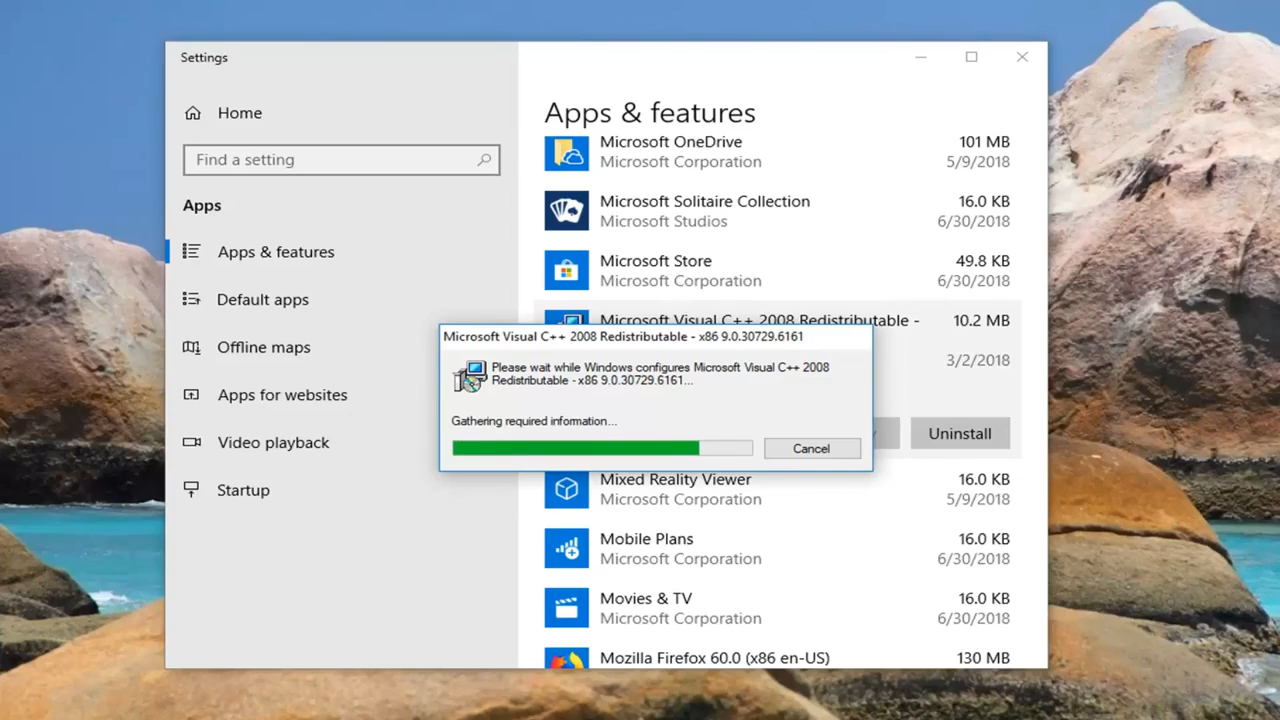 Settings
Home
Find a setting
Apps
Apps & features
Default apps
Offline maps
Apps for websites
Video playback
Startup
Apps & features
Microsoft OneDrive 101 MB
Microsoft Corporation 5/9/2018
Microsoft Solitaire Collection 16.0 KB
Microsoft Studios 6/30/2018
Microsoft Store 49.8 KB
Microsoft Corporation 6/30/2018
Microsoft Visual C++ 2008 Redistributable - 10.2 MB
3/2/2018
Uninstall
Microsoft Visual C++ 2008 Redistributable - x86 9.0.30729.6161
Please wait while Windows configures Microsoft Visual C++ 2008
Redistributable - x86 9.0.30729.6161...
Gathering required information...
Cancel
Mixed Reality Viewer 16.0 KB
Microsoft Corporation 5/9/2018
Mobile Plans 16.0 KB
Microsoft Corporation 6/30/2018
Movies & TV 16.0 KB
Microsoft Corporation 6/30/2018
Mozilla Firefox 60.0 (x86 en-US) 130 MB